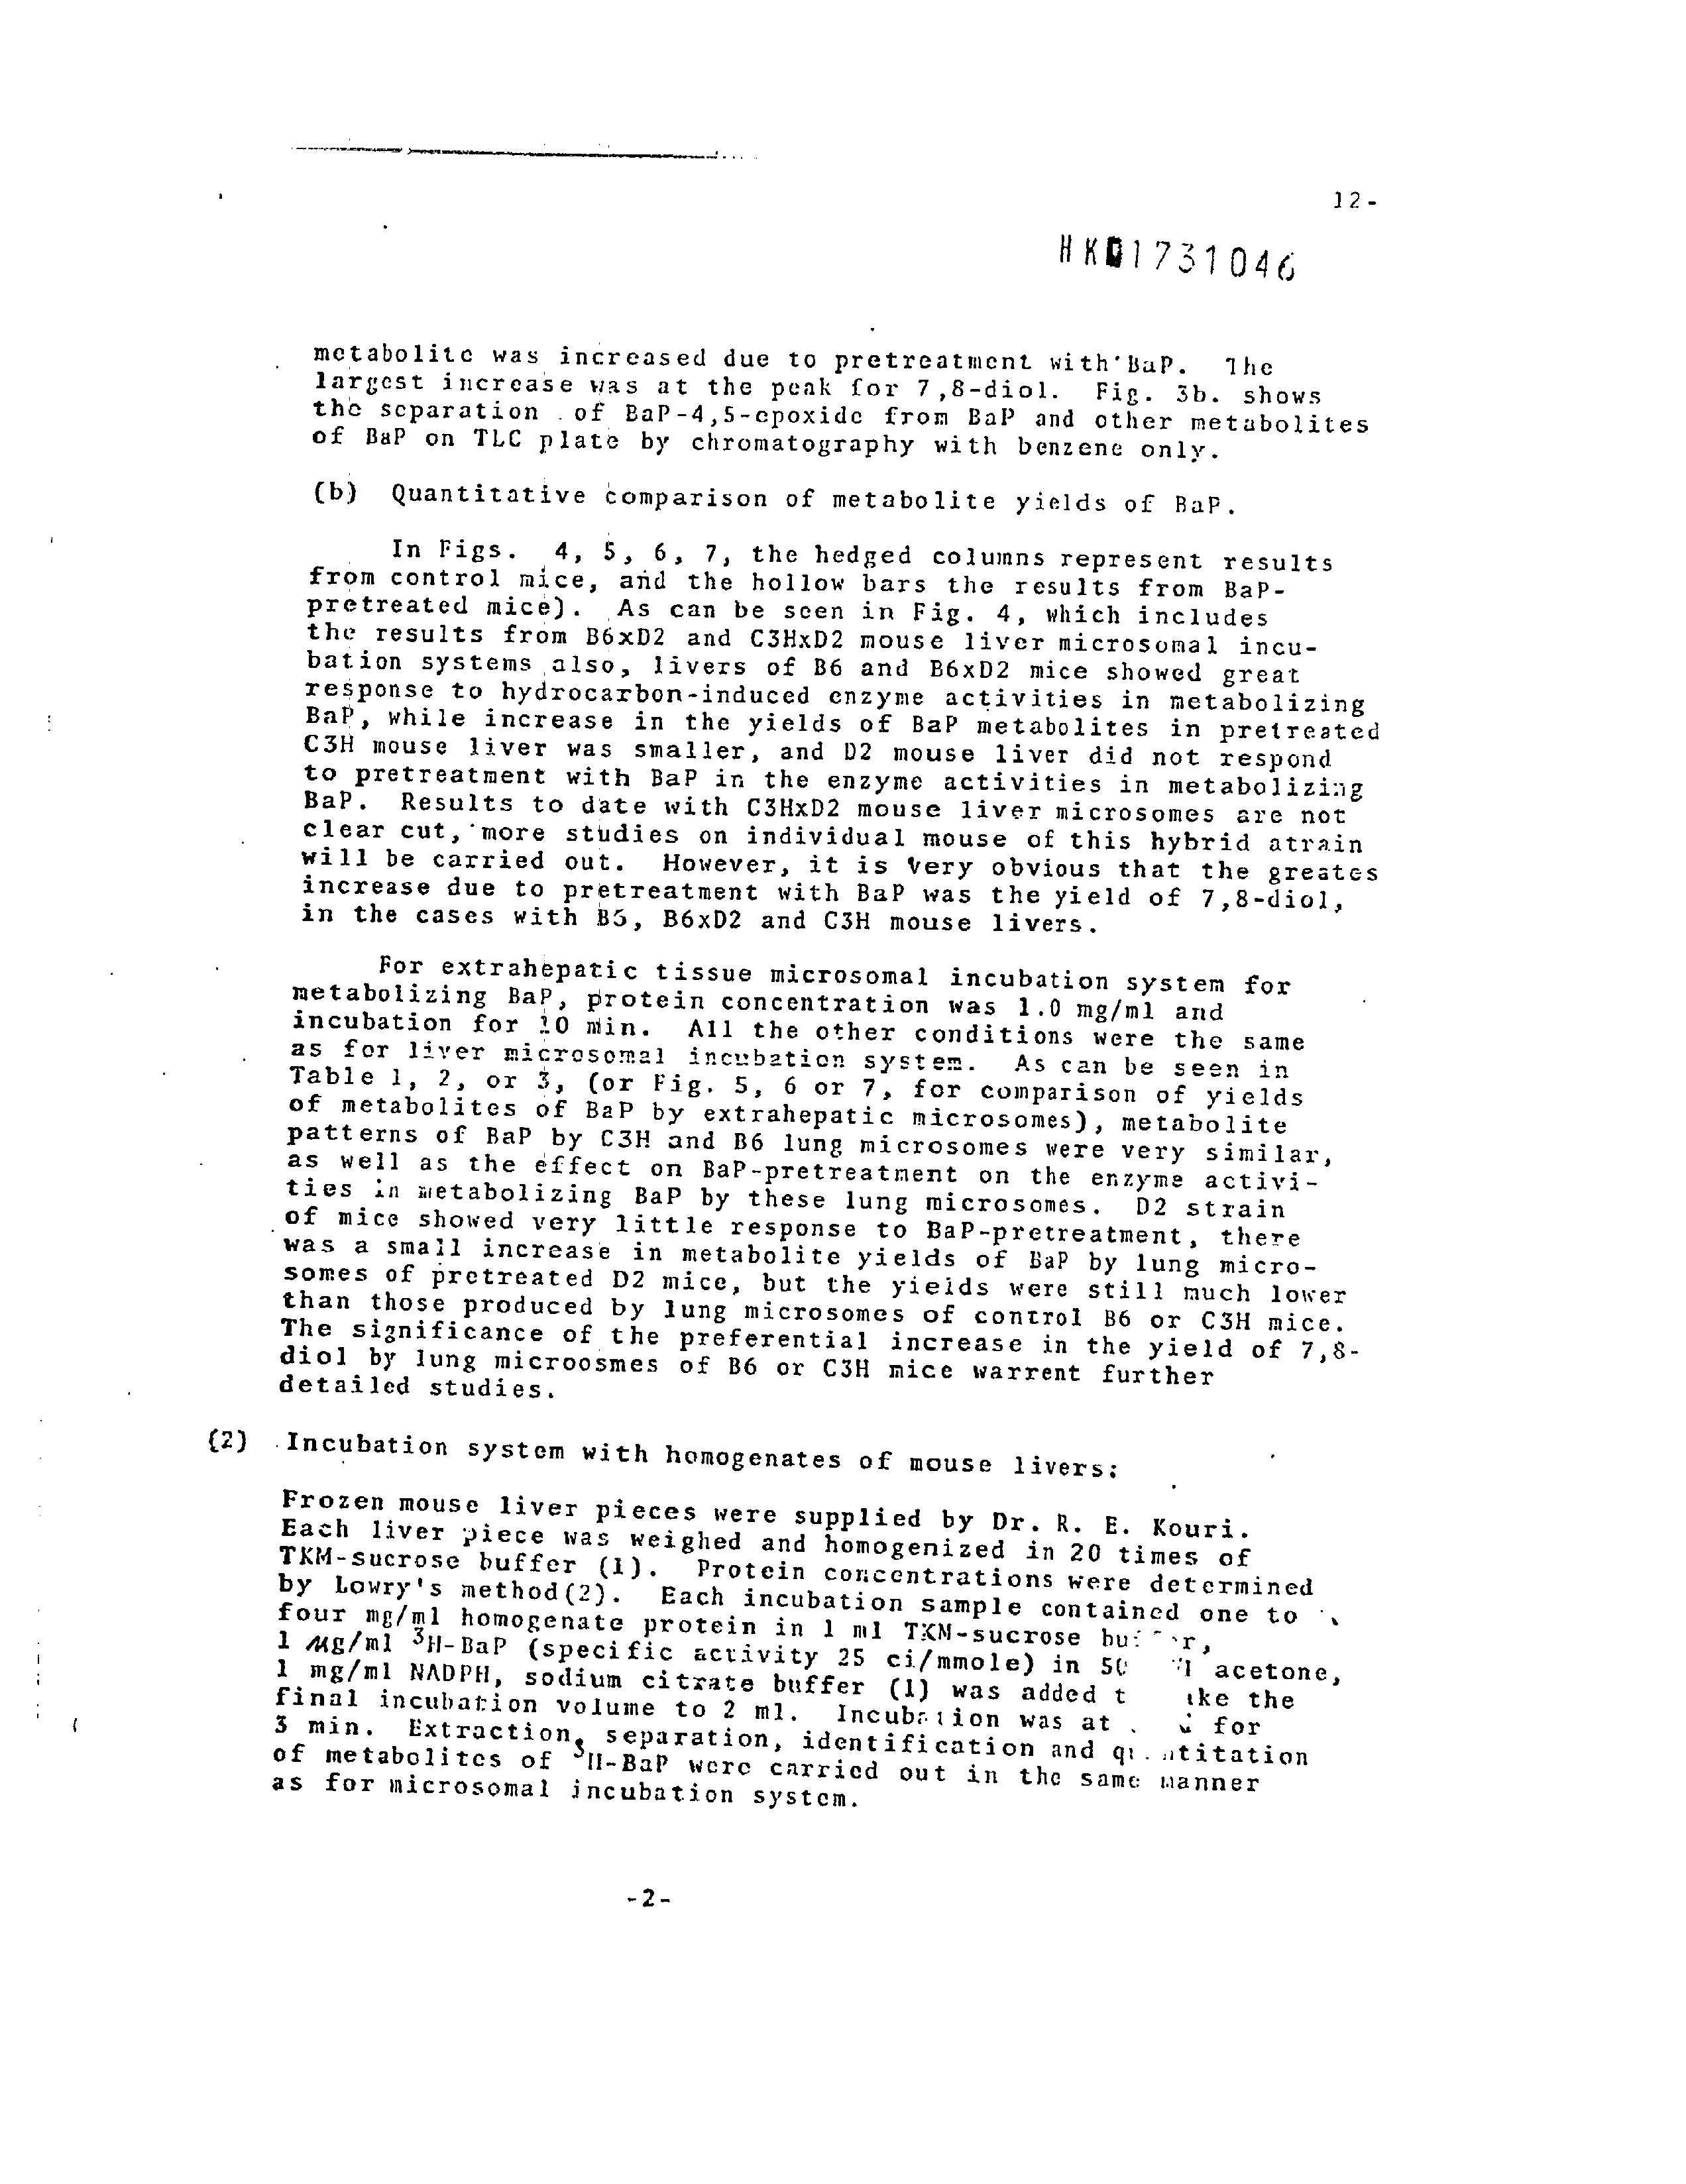 12-
HK01731046
metabolite was increased due to pretreatment with BaP. The
largest increase was at the peak for 7,8-diol. Fig. 3b. shows
the separation of BaP-4,5-epoxide from BaP and other metabolites
of BaP on TLC plate by chromatography with benzene only.
(b) Quantitative comparison of metabolite yields of BaP.
In Figs. 4, 5, 6, 7, the hedged columns represent results
from control mice, and the hollow bars the results from BaP-
pretreated mice). As can be seen in Fig. 4, which includes
the results from B6xD2 and C3HxD2 mouse liver microsomal incu-
bation systems also, livers of B6 and B6xD2 mice showed great
response to hydrocarbon-induced enzyme activities in metabolizing
BaP, while increase in the yields of BaP metabolites in pretreated
C3H mouse liver was smaller, and D2 mouse liver did not respond
to pretreatment with BaP in the enzyme activities in metabolizing
BaP. Results to date with C3HxD2 mouse liver microsomes are not
clear cut, more studies on individual mouse of this hybrid atrain
will be carried out. However, it is very obvious that the greates
increase due to pretreatment with BaP was the yield of 7,8-diol,
in the cases with B6, B6xD2 and C3H mouse livers.
For extrahepatic tissue microsomal incubation system for
metabolizing BaP, protein concentration was 1.0 mg/ml and
incubation for 10 min. All the other conditions were the same
as for liver microsomal incubation system. As can be seen in
Table 1, 2, or 3, (or Fig. 5, 6 or 7, for comparison of yields
of metabolites of BaP by extrahepatic microsomes), metabolite
patterns of BaP by C3H and B6 lung microsomes were very similar,
as well as the effect on BaP-pretreatment on the enzyme activi-
ties in metabolizing BaP by these lung microsomes. D2 strain
of mice showed very little response to BaP-pretreatment, there
was a small increase in metabolite yields of BaP by lung micro-
somes of pretreated D2 mice, but the yields were still much lower
than those produced by lung microsomes of control B6 or C3H mice.
The significance of the preferential increase in the yield of 7,8-
diol by lung microosmes of B6 or C3H mice warrent further
detailed studies.
(2) Incubation system with homogenates of mouse livers:
Frozen mouse liver pieces were supplied by Dr. R. E. Kouri.
Each liver piece was weighed and homogenized in 20 times of
TKM-sucrose buffer (1). Protein concentrations were determined
by Lowry's method(2). Each incubation sample contained one to
four mg/ml homogenate protein in 1 ml TKM-sucrose
1 µg/ml ³H-BaP (specific activity 25 ci/mmole) in acetone,
1 mg/ml NADPH, sodium citrate buffer (1) was added the
final incubation volume to 2 ml. Incubation was at for
3 min. Extraction, separation, identification and
of metabolites of ³H-BaP were carried out in the same manner
as for microsomal incubation system.
-2-